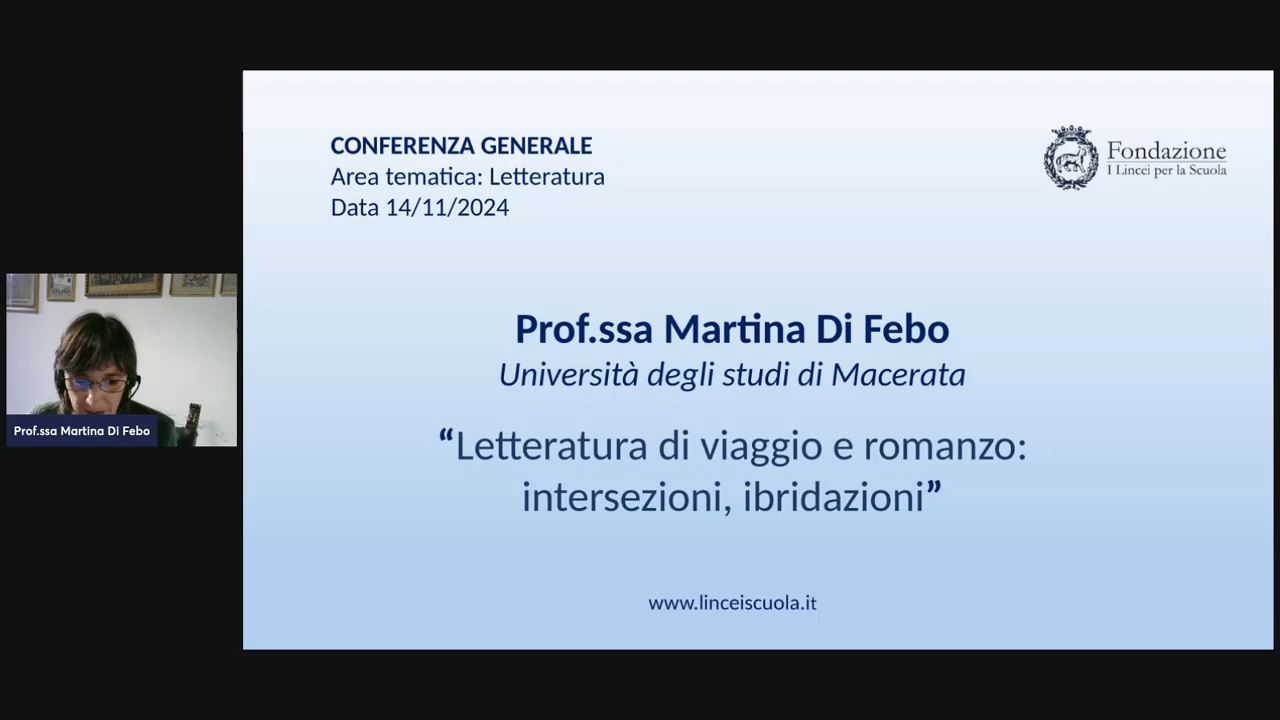 CONFERENZA GENERALE
Area tematica: Letteratura
Data 14/11/2024
Fondazione
I Lincei per la Scuola
Prof.ssa Martina Di Febo
Università degli studi di Macerata
“Letteratura di viaggio e romanzo:
intersezioni, ibridazioni”
www.linceiscuola.it
Prof.ssa Martina Di Febo